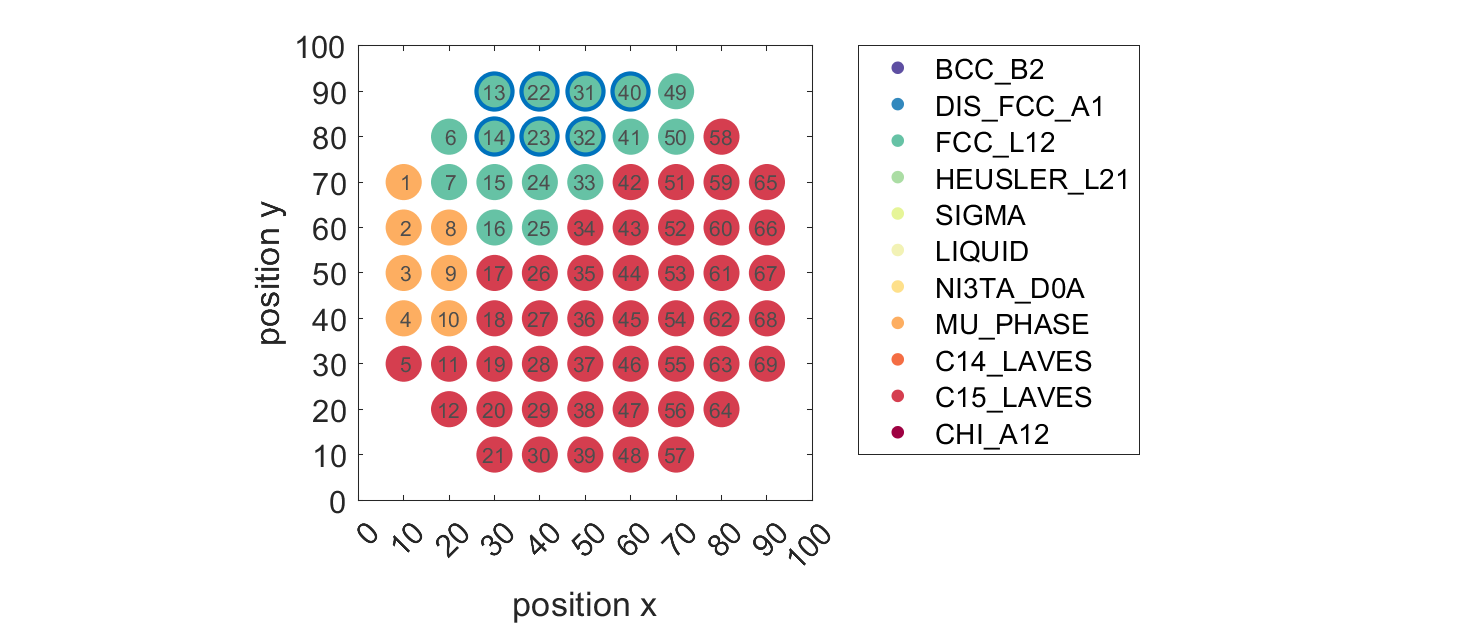 100
90 13 22 31 40 49
80 6 14 23 32 41 50 58
70 1 7 15 24 33 42 51 59 65
60 2 8 16 25 34 43 52 60 66
50 3 9 17 26 35 44 53 61 67
40 4 10 18 27 36 45 54 62 68
30 5 11 19 28 37 46 55 63 69
20 12 20 29 38 47 56 64
10 21 30 39 48 57
0
0 10 20 30 40 50 60 70 80 90 100
position x
position y
BCC_B2
DIS_FCC_A1
FCC_L12
HEUSLER_L21
SIGMA
LIQUID
NI3TA_D0A
MU_PHASE
C14_LAVES
C15_LAVES
CHI_A12